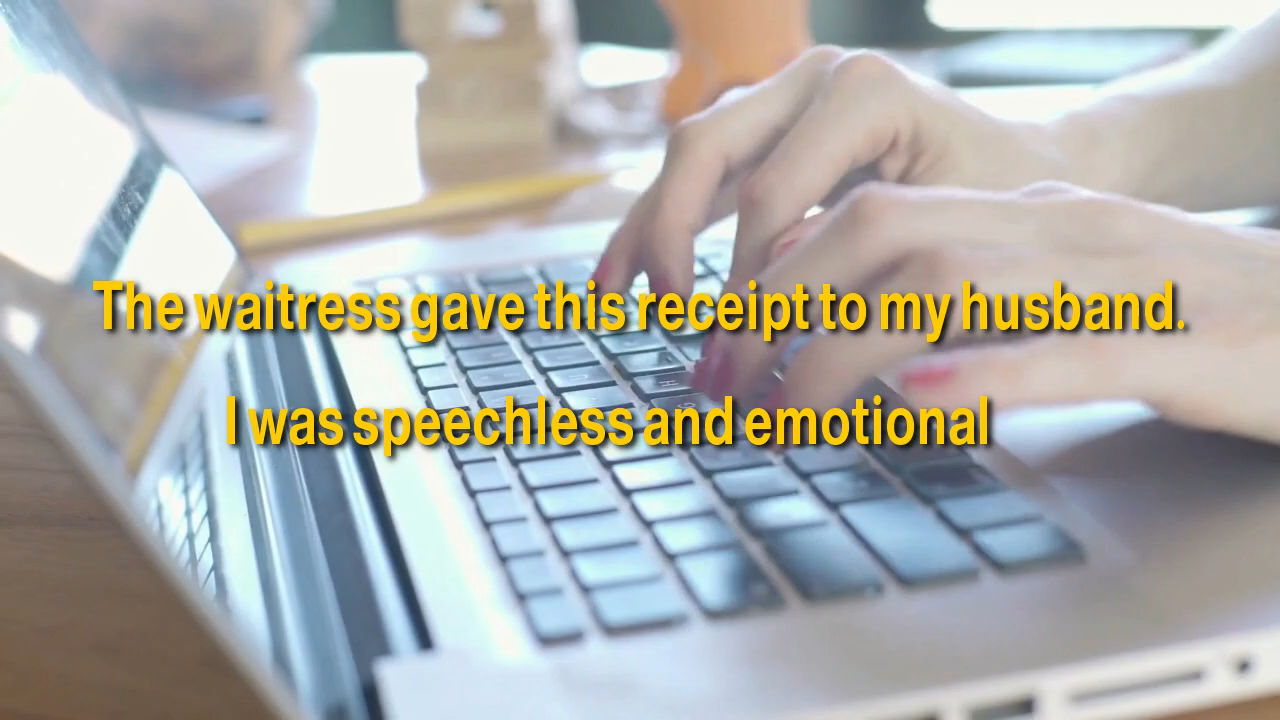 The waitress gave this receipt to my husband.
I was speechless and emotional